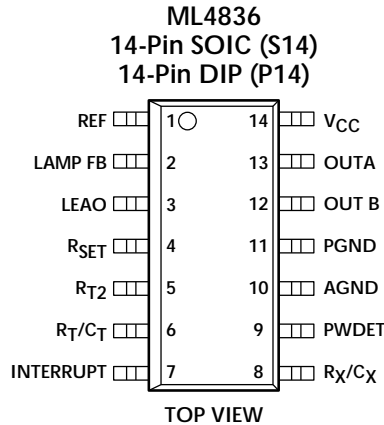 ML4836
14-Pin SOIC (S14)
14-Pin DIP (P14)
REF 1 14 VCC
LAMP FB 2 13 OUTA
LEAO 3 12 OUT B
RSET 4 11 PGND
RT2 5 10 AGND
RT/CT 6 9 PWDET
INTERRUPT 7 8 RX/CX
TOP VIEW